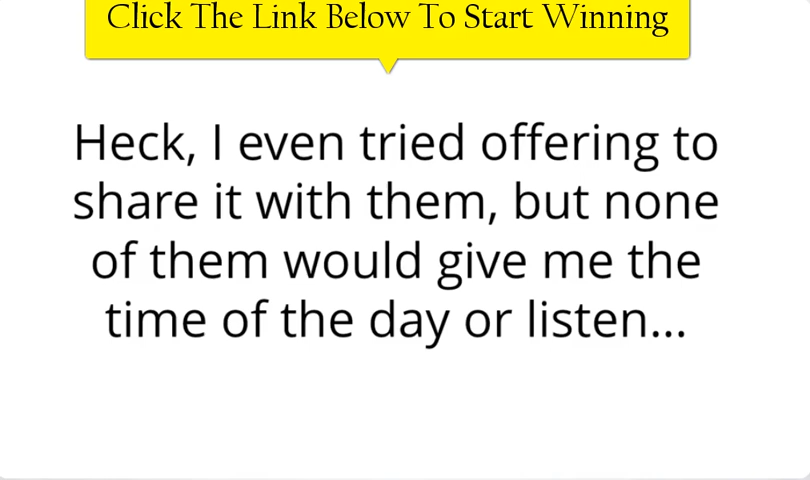 Click The Link Below To Start Winning
Heck, I even tried offering to
share it with them, but none
of them would give me the
time of the day or listen...